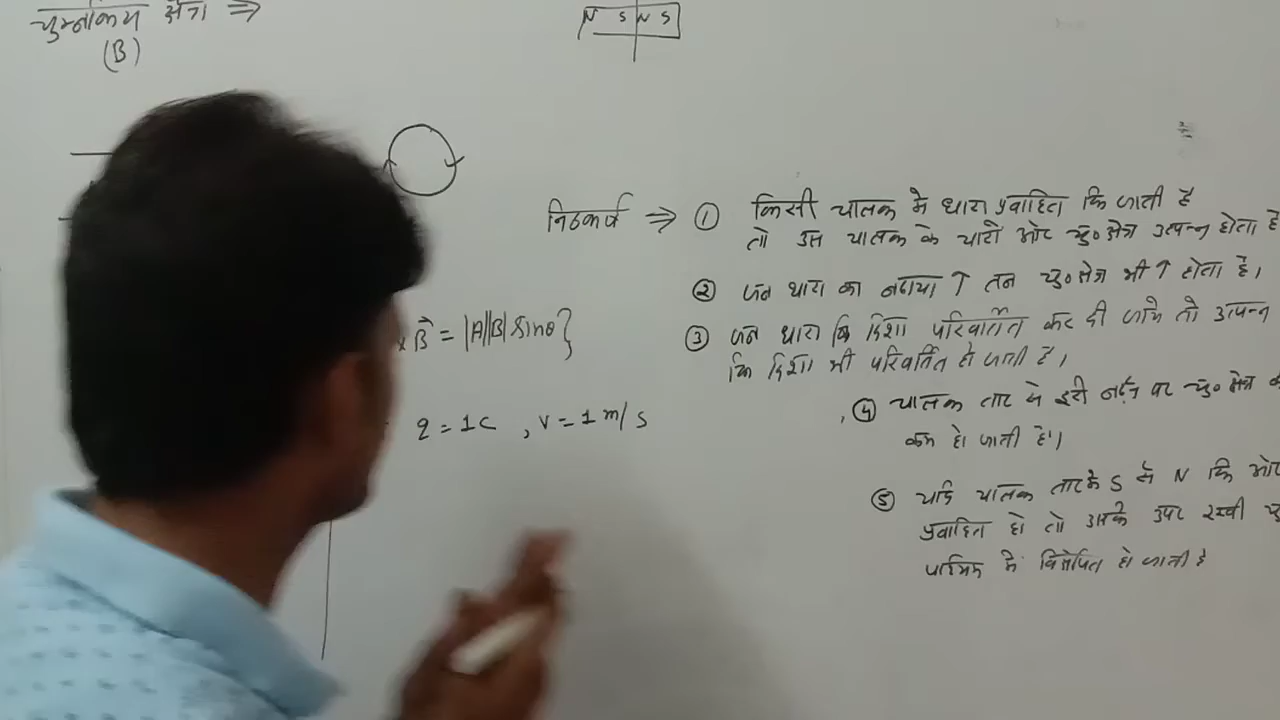 चुम्बकीय क्षेत्र ⇒
(B)
N S N S
निष्कर्ष ⇒ ① किसी चालक मे धारा प्रवाहित कि जाती है
तो उस चालक के चारो ओर चु० क्षेत्र उत्पन्न होता है
② जब धारा का बढाया ↑ तब चु० क्षेत्र भी ↑ होता है।
③ जब धारा कि दिशा परिवर्तित कर दी जाये तो उत्पन्न
कि दिशा भी परिवर्तित हो जाती है।
× B⃗ = |A||B| sinθ}
q = 1C , v = 1 m/s
④ चालक तार से दूरी बढ़ने पर चु० क्षेत्र
कम हो जाती है।
⑤ यदि चालक तारके S से N कि ओर
प्रवाहित हो तो उसके उपर रखी
पश्चिम मे विक्षेपित हो जाती है